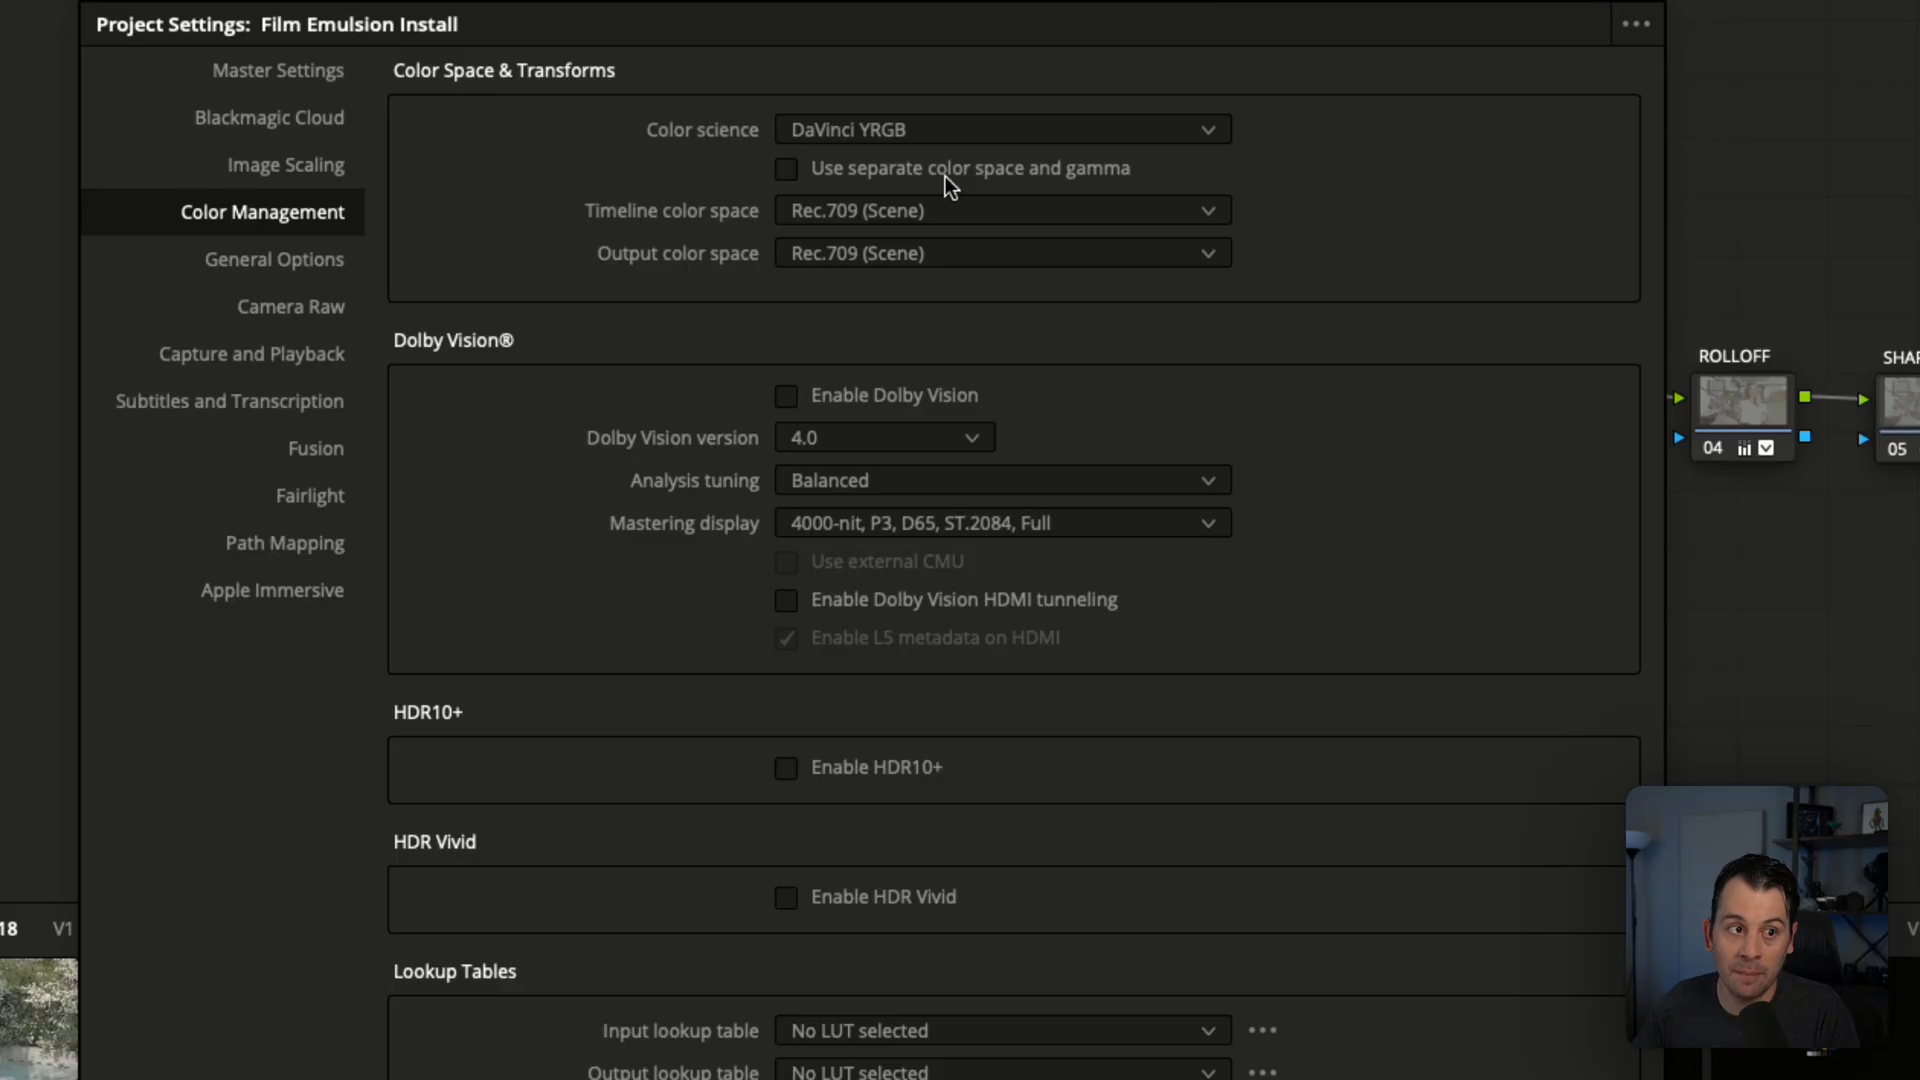 Project Settings: Film Emulsion Install
Master Settings
Blackmagic Cloud
Image Scaling
Color Management
General Options
Camera Raw
Capture and Playback
Subtitles and Transcription
Fusion
Fairlight
Path Mapping
Apple Immersive
Color Space & Transforms
Color science DaVinci YRGB
Use separate color space and gamma
Timeline color space Rec.709 (Scene)
Output color space Rec.709 (Scene)
Dolby Vision®
Enable Dolby Vision
Dolby Vision version 4.0
Analysis tuning Balanced
Mastering display 4000-nit, P3, D65, ST.2084, Full
Use external CMU
Enable Dolby Vision HDMI tunneling
Enable L5 metadata on HDMI
HDR10+
Enable HDR10+
HDR Vivid
Enable HDR Vivid
Lookup Tables
Input lookup table No LUT selected
Output lookup table No LUT selected
ROLLOFF
04
SHAR
05
18 V1
V